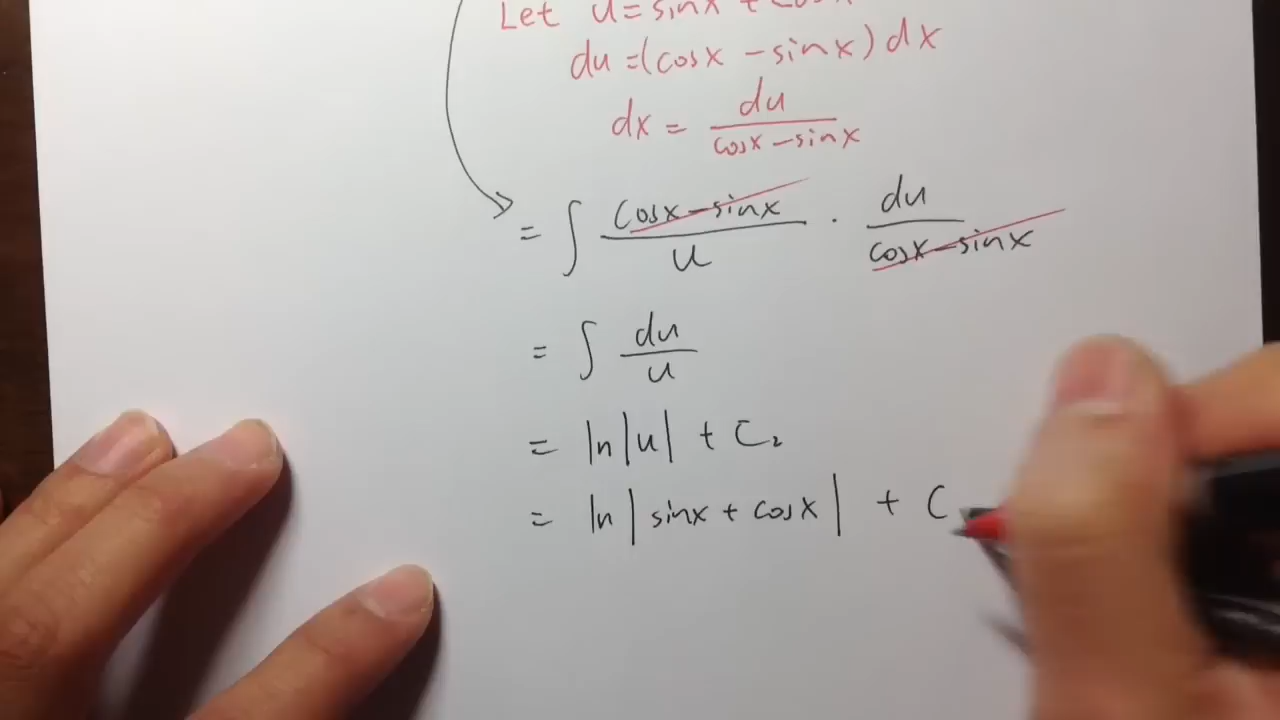 Let u = sinx + cosx
du = (cosx - sinx) dx
dx = du / cosx - sinx
= ∫ cosx - sinx / u · du / cosx - sinx
= ∫ du / u
= ln|u| + C₂
= ln| sinx + cosx | + C